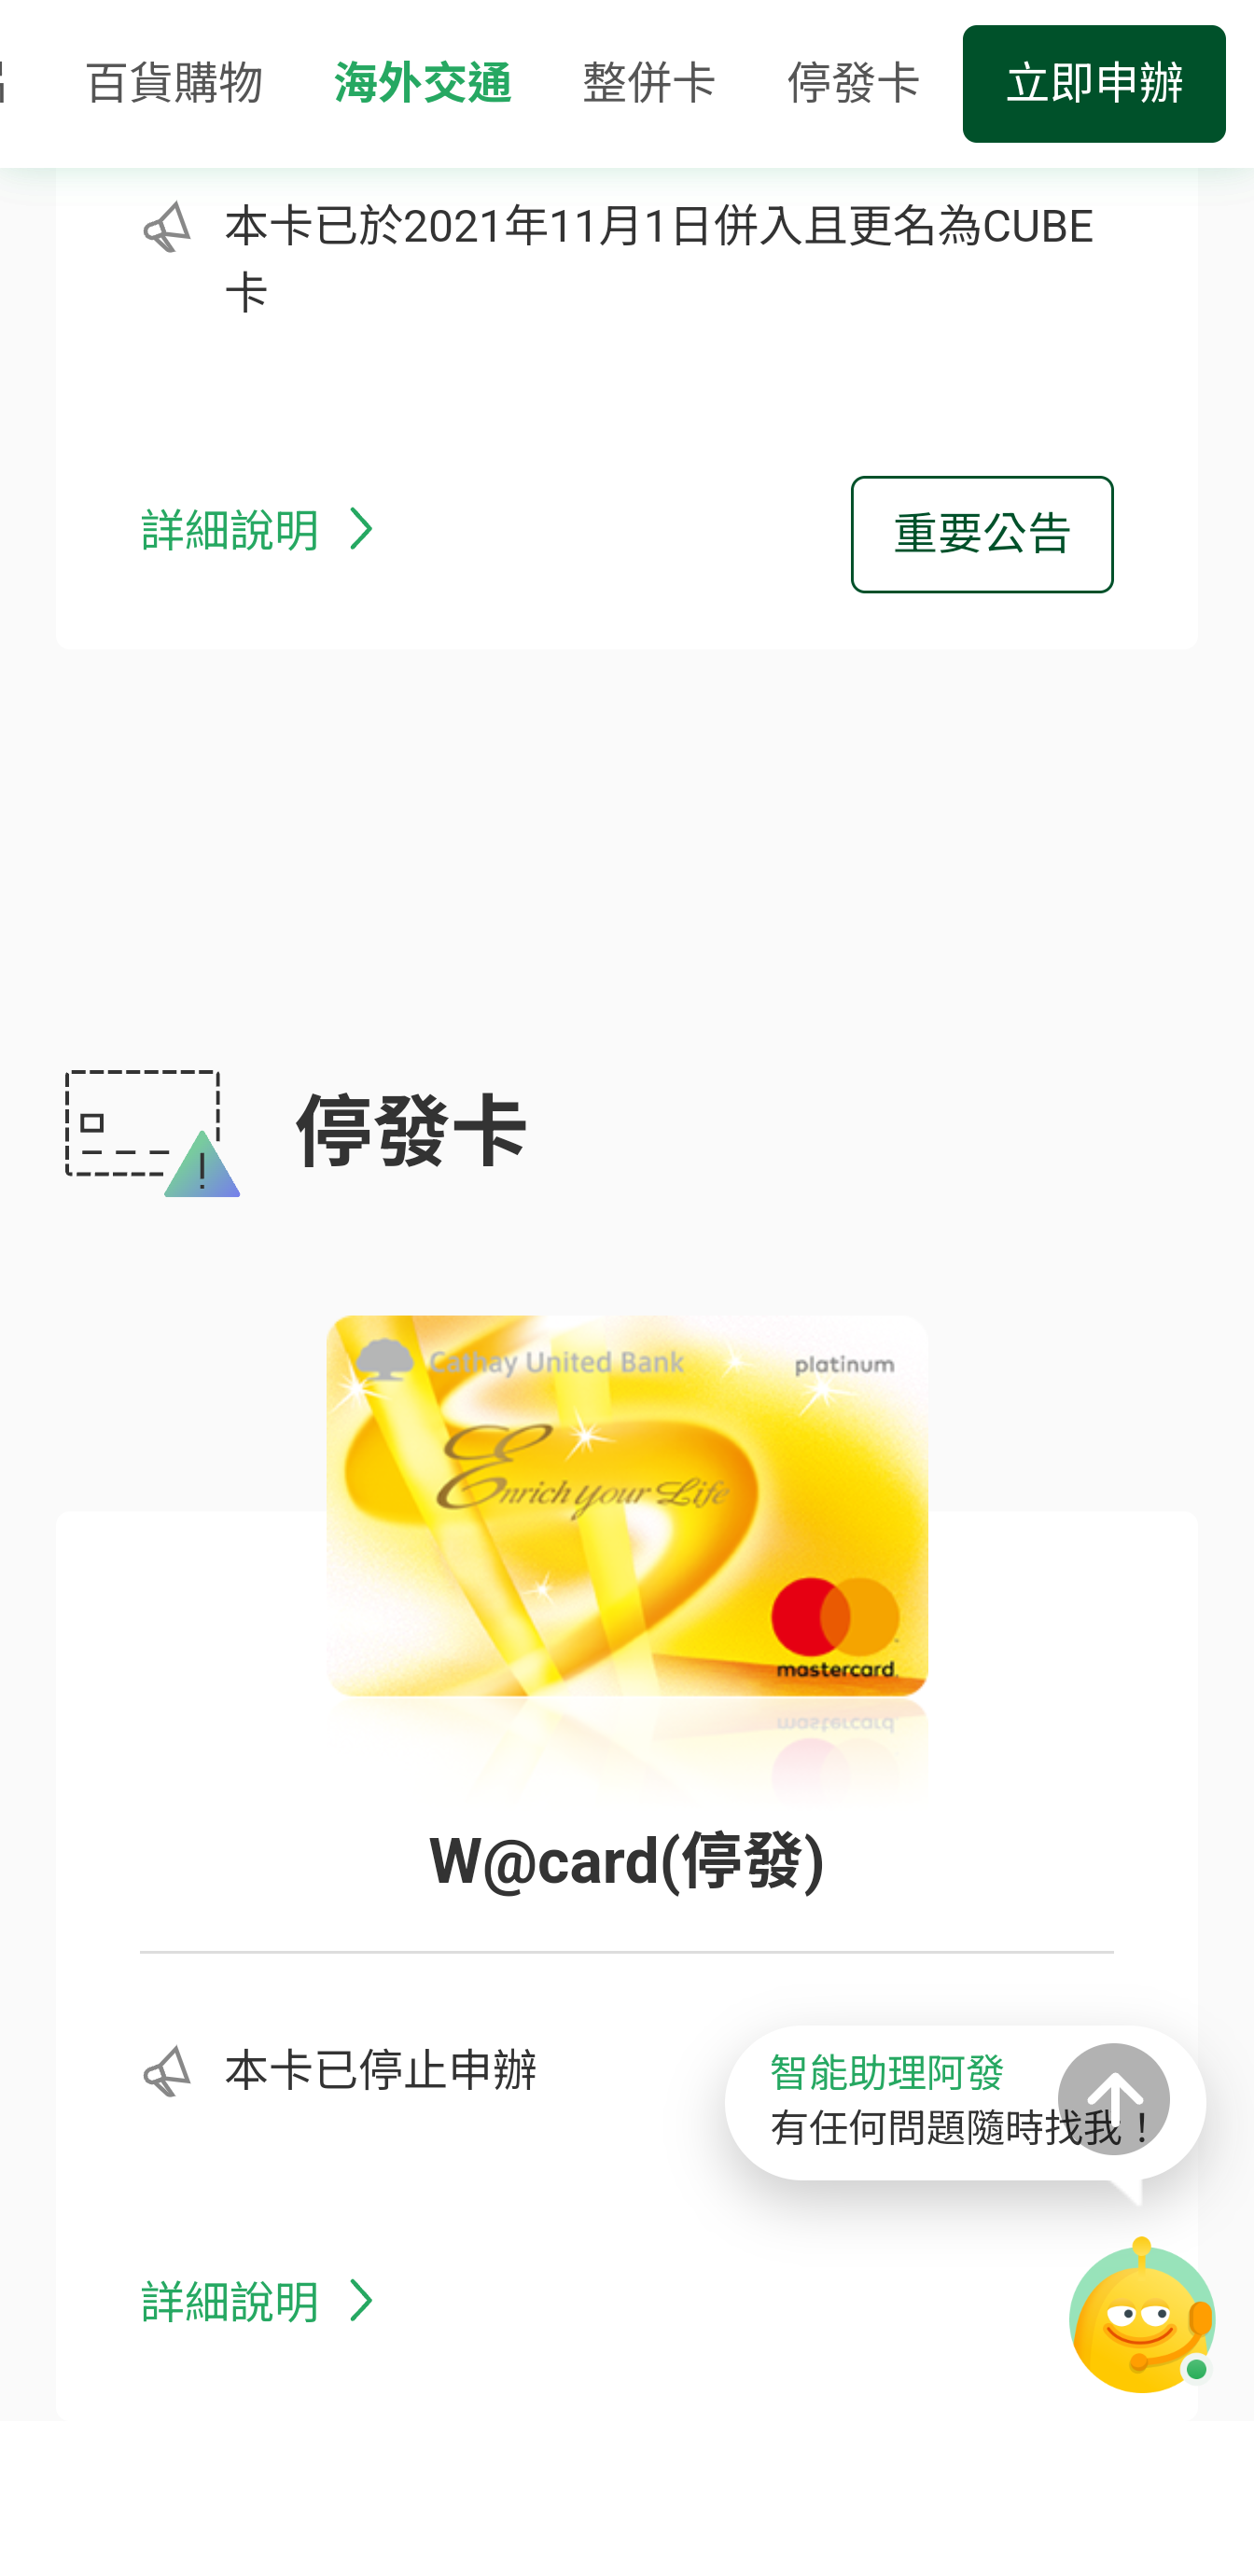 百貨購物 海外交通 整併卡 停發卡 立即申辦
本卡已於2021年11月1日併入且更名為CUBE
卡
詳細說明
重要公告
停發卡
Cathay United Bank platinum
Enrich your Life
mastercard
W@card(停發)
本卡已停止申辦
智能助理阿發
有任何問題隨時找我！
詳細說明